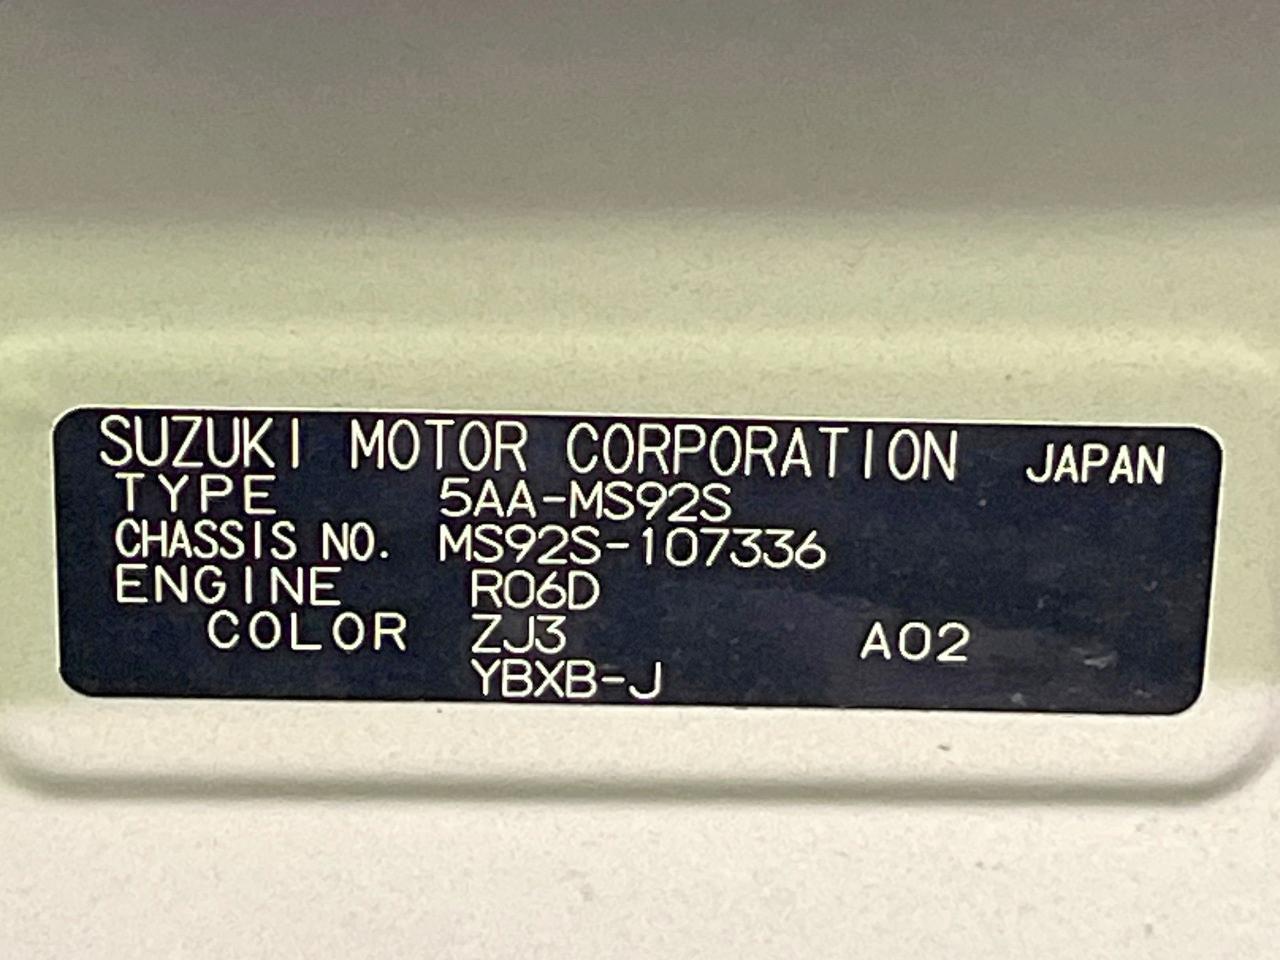 SUZUKI MOTOR CORPORATION JAPAN
TYPE 5AA-MS92S
CHASSIS NO. MS92S-107336
ENGINE R06D
COLOR ZJ3 A02
YBXB-J